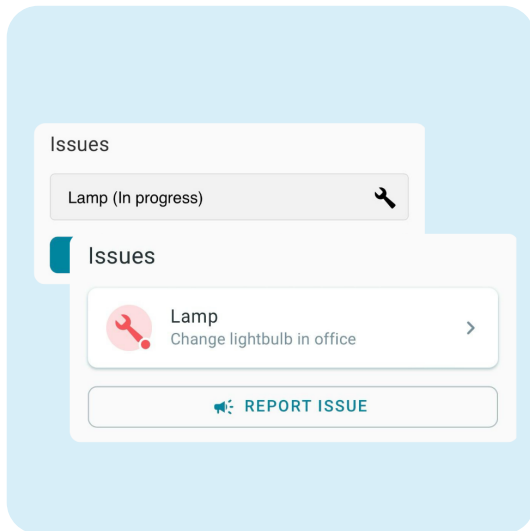 Issues
Lamp (In progress)
Issues
Lamp
Change lightbulb in office
REPORT ISSUE